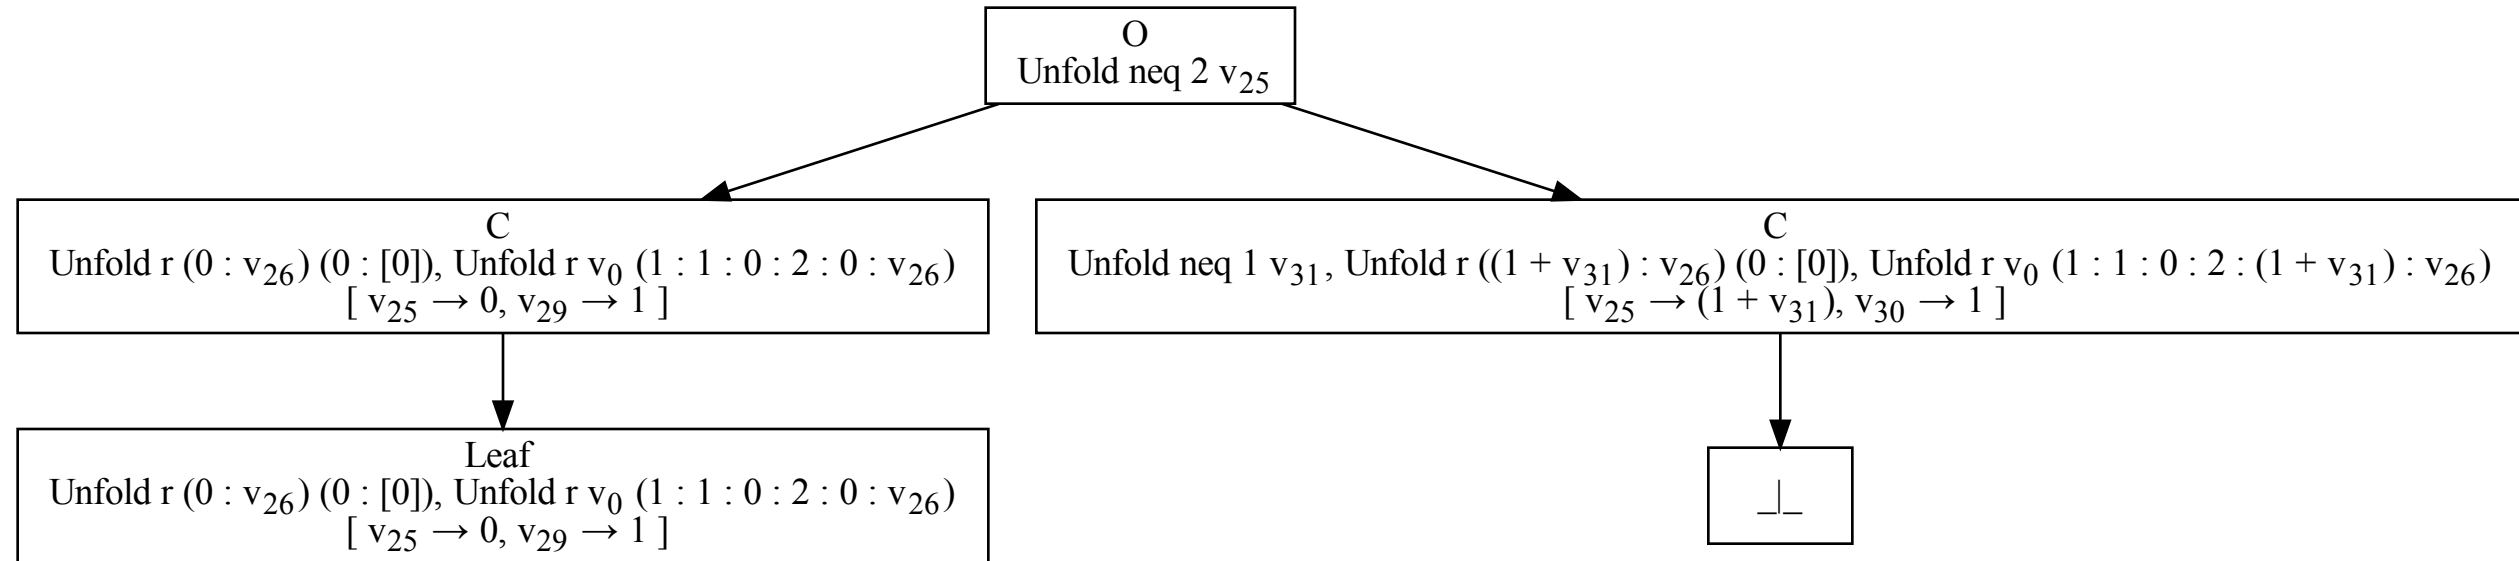 O
Unfold neq 2 v₂₅
C
Unfold r (0 : v₂₆) (0 : [0]), Unfold r v₀ (1 : 1 : 0 : 2 : 0 : v₂₆)
[ v₂₅ → 0, v₂₉ → 1 ]
C
Unfold neq 1 v₃₁, Unfold r ((1 + v₃₁) : v₂₆) (0 : [0]), Unfold r v₀ (1 : 1 : 0 : 2 : (1 + v₃₁) : v₂₆)
[ v₂₅ → (1 + v₃₁), v₃₀ → 1 ]
Leaf
Unfold r (0 : v₂₆) (0 : [0]), Unfold r v₀ (1 : 1 : 0 : 2 : 0 : v₂₆)
[ v₂₅ → 0, v₂₉ → 1 ]
_|_